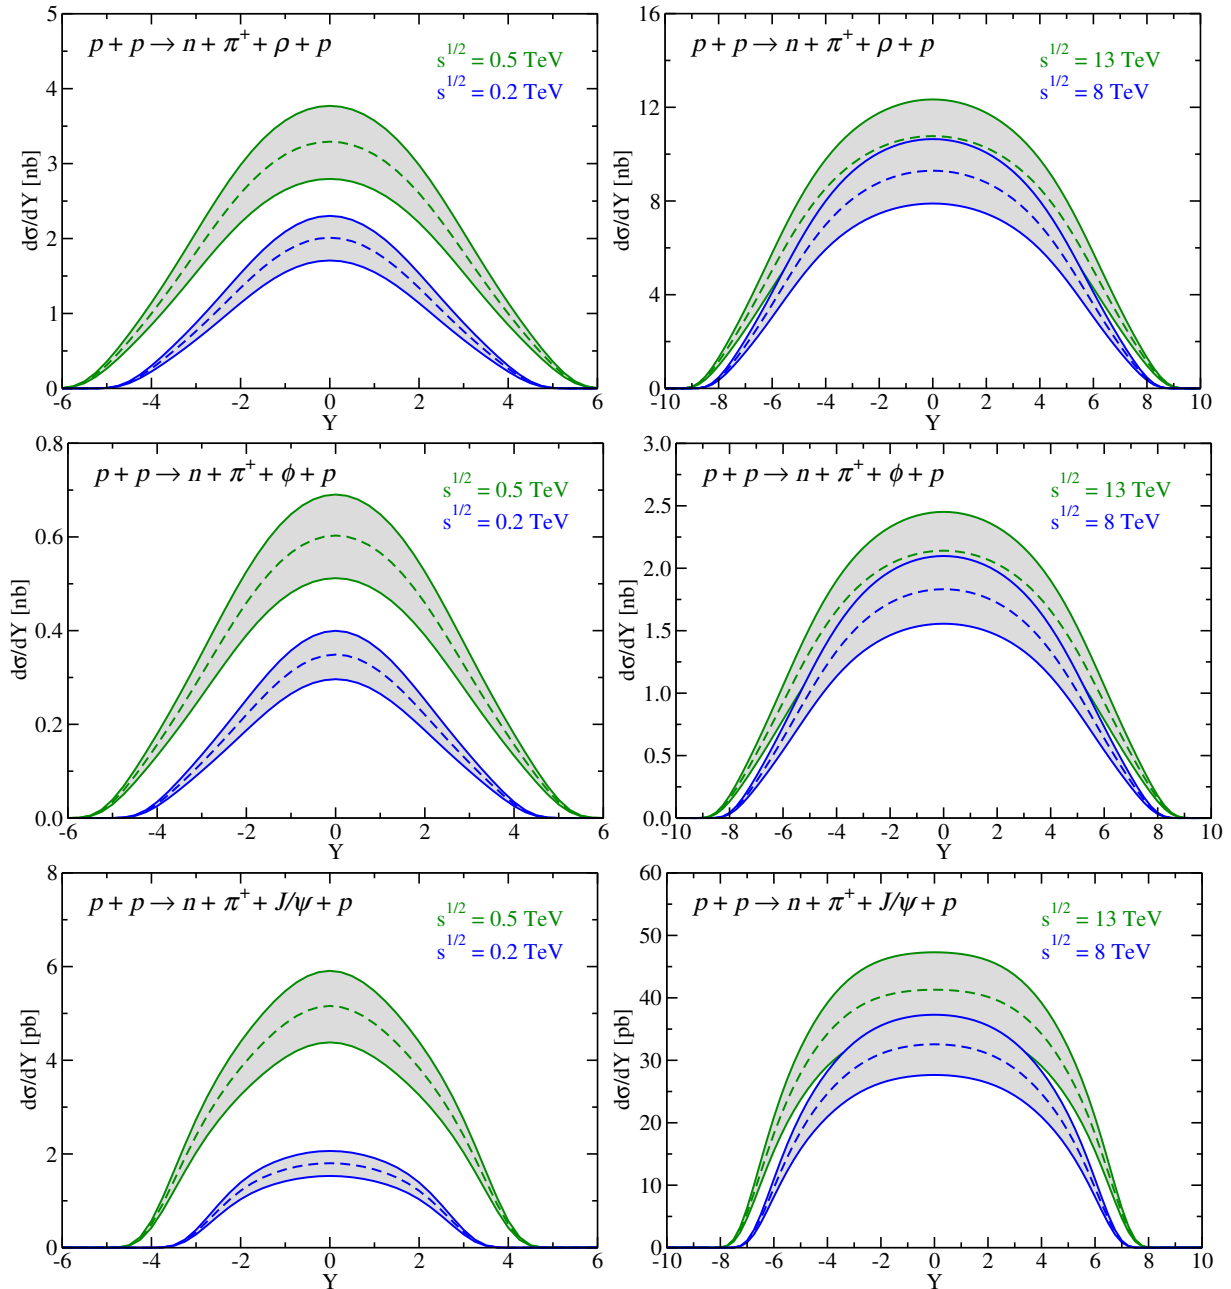 p + p → n + π⁺ + ρ + p
s^1/2 = 0.5 TeV
s^1/2 = 0.2 TeV
dσ/dY [nb]
5
4
3
2
1
0
-6 -4 -2 0 2 4 6
Y
p + p → n + π⁺ + ρ + p
s^1/2 = 13 TeV
s^1/2 = 8 TeV
dσ/dY [nb]
16
12
8
4
0
-10 -8 -6 -4 -2 0 2 4 6 8 10
Y
p + p → n + π⁺ + ϕ + p
s^1/2 = 0.5 TeV
s^1/2 = 0.2 TeV
dσ/dY [nb]
0.8
0.6
0.4
0.2
0.0
-6 -4 -2 0 2 4 6
Y
p + p → n + π⁺ + ϕ + p
s^1/2 = 13 TeV
s^1/2 = 8 TeV
dσ/dY [nb]
3.0
2.5
2.0
1.5
1.0
0.5
0.0
-10 -8 -6 -4 -2 0 2 4 6 8 10
Y
p + p → n + π⁺ + J/ψ + p
s^1/2 = 0.5 TeV
s^1/2 = 0.2 TeV
dσ/dY [pb]
8
6
4
2
0
-6 -4 -2 0 2 4 6
Y
p + p → n + π⁺ + J/ψ + p
s^1/2 = 13 TeV
s^1/2 = 8 TeV
dσ/dY [pb]
60
50
40
30
20
10
0
-10 -8 -6 -4 -2 0 2 4 6 8 10
Y